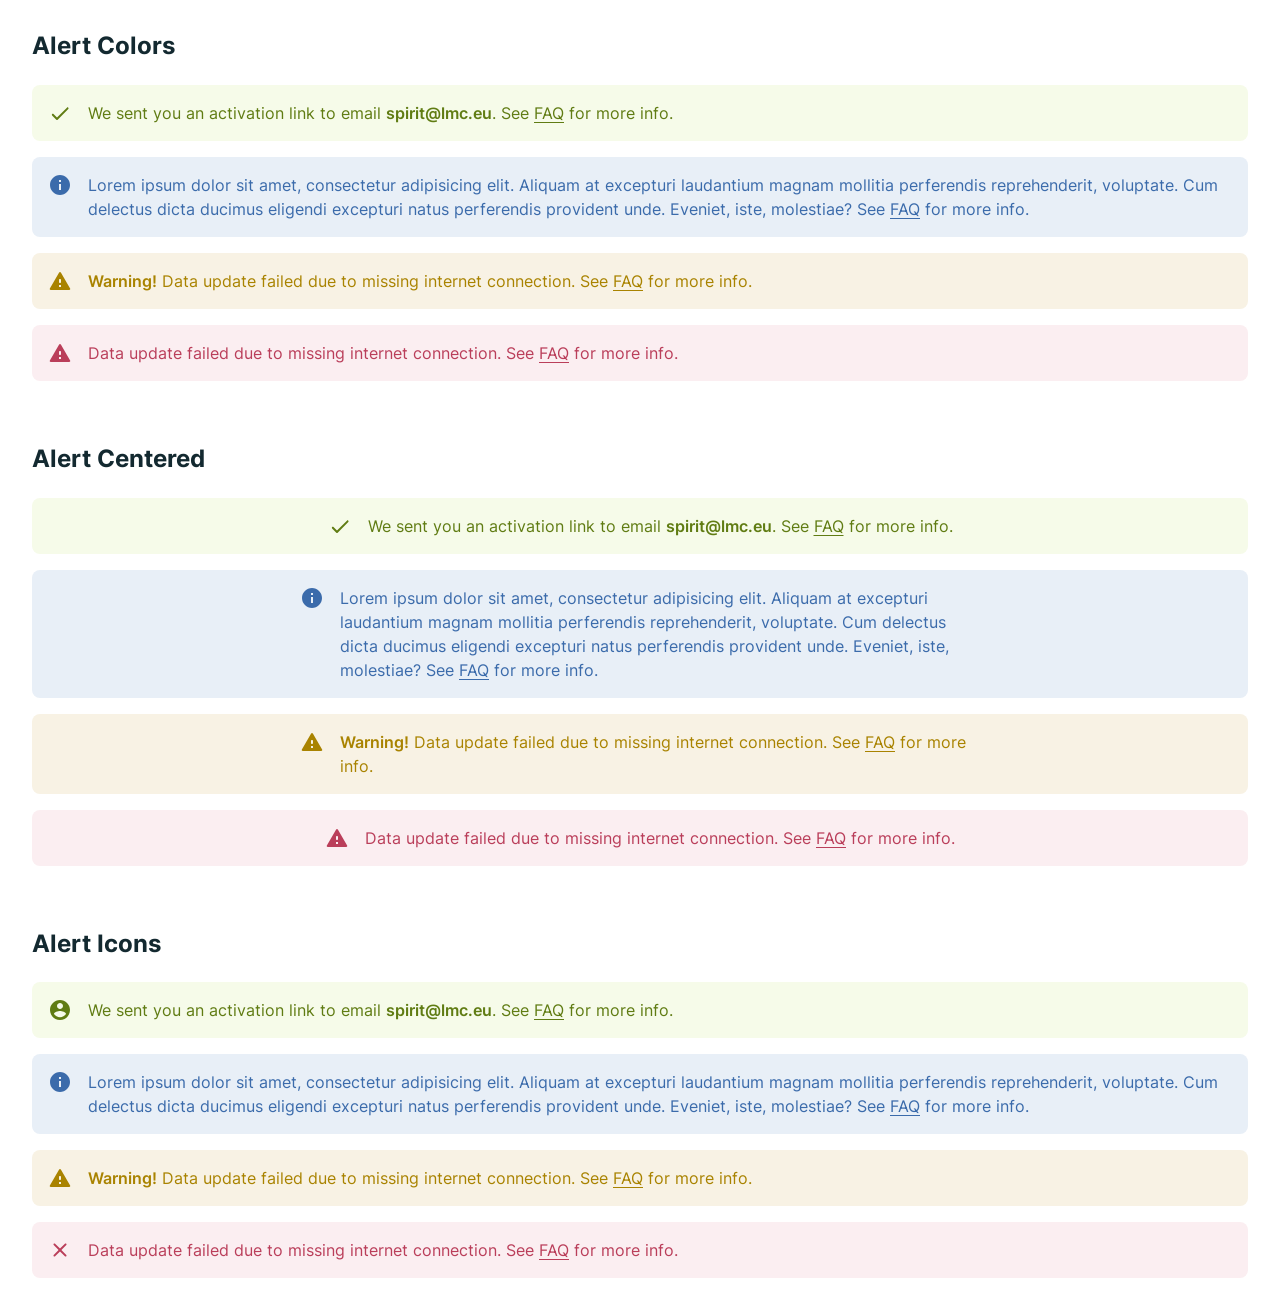 Alert Colors
We sent you an activation link to email spirit@lmc.eu. See FAQ for more info.
Lorem ipsum dolor sit amet, consectetur adipisicing elit. Aliquam at excepturi laudantium magnam mollitia perferendis reprehenderit, voluptate. Cum
delectus dicta ducimus eligendi excepturi natus perferendis provident unde. Eveniet, iste, molestiae? See FAQ for more info.
Warning! Data update failed due to missing internet connection. See FAQ for more info.
Data update failed due to missing internet connection. See FAQ for more info.
Alert Centered
We sent you an activation link to email spirit@lmc.eu. See FAQ for more info.
Lorem ipsum dolor sit amet, consectetur adipisicing elit. Aliquam at excepturi
laudantium magnam mollitia perferendis reprehenderit, voluptate. Cum delectus
dicta ducimus eligendi excepturi natus perferendis provident unde. Eveniet, iste,
molestiae? See FAQ for more info.
Warning! Data update failed due to missing internet connection. See FAQ for more
info.
Data update failed due to missing internet connection. See FAQ for more info.
Alert Icons
We sent you an activation link to email spirit@lmc.eu. See FAQ for more info.
Lorem ipsum dolor sit amet, consectetur adipisicing elit. Aliquam at excepturi laudantium magnam mollitia perferendis reprehenderit, voluptate. Cum
delectus dicta ducimus eligendi excepturi natus perferendis provident unde. Eveniet, iste, molestiae? See FAQ for more info.
Warning! Data update failed due to missing internet connection. See FAQ for more info.
Data update failed due to missing internet connection. See FAQ for more info.